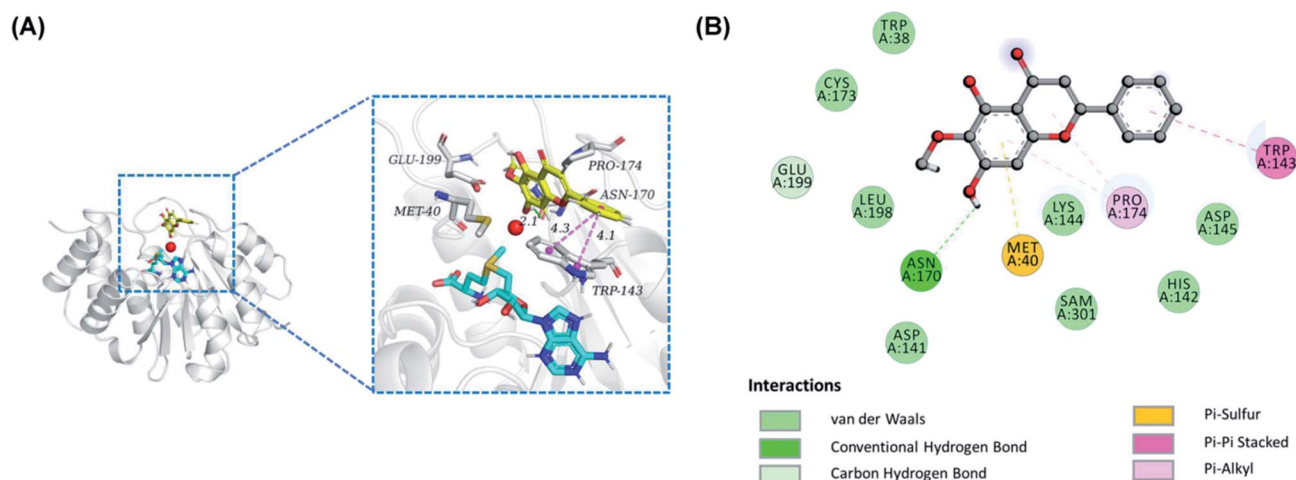 (A)
GLU-199
PRO-174
ASN-170
MET-40
2.1
4.3
4.1
TRP-143
(B)
TRP
A:38
CYS
A:173
GLU
A:199
LEU
A:198
ASN
A:170
ASP
A:141
MET
A:40
LYS
A:144
SAM
A:301
PRO
A:174
HIS
A:142
ASP
A:145
TRP
A:143
Interactions
van der Waals
Conventional Hydrogen Bond
Carbon Hydrogen Bond
Pi-Sulfur
Pi-Pi Stacked
Pi-Alkyl